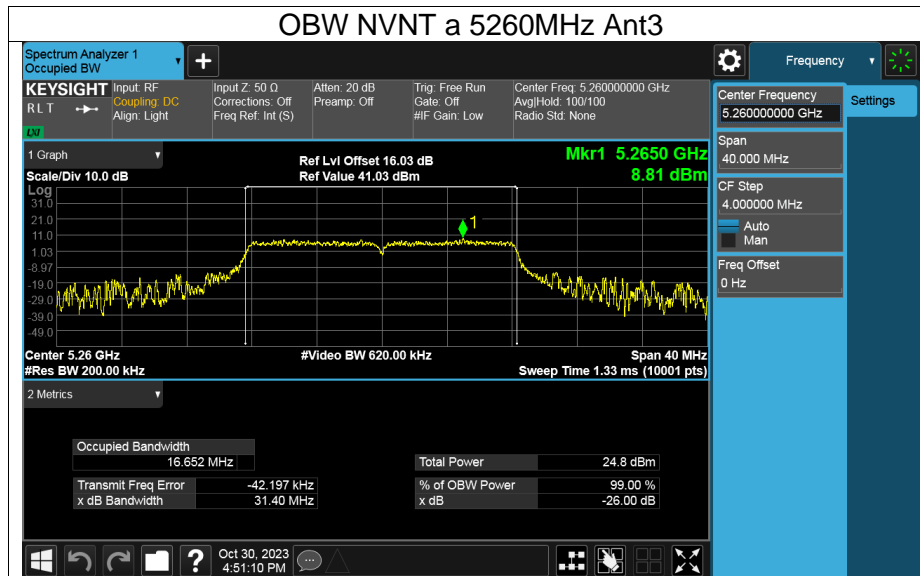 OBW NVNT a 5260MHz Ant3
Spectrum Analyzer 1
Occupied BW
Frequency
KEYSIGHT
RLT
LXI
Input: RF
Coupling: DC
Align: Light
Input Z: 50 Ω
Corrections: Off
Freq Ref: Int (S)
Atten: 20 dB
Preamp: Off
Trig: Free Run
Gate: Off
#IF Gain: Low
Center Freq: 5.260000000 GHz
Avg|Hold: 100/100
Radio Std: None
Center Frequency
5.260000000 GHz
Settings
Span
40.000 MHz
CF Step
4.000000 MHz
Auto
Man
Freq Offset
0 Hz
1 Graph
Scale/Div 10.0 dB
Ref Lvl Offset 16.03 dB
Ref Value 41.03 dBm
Mkr1 5.2650 GHz
8.81 dBm
Log
31.0
21.0
11.0
1.03
-8.97
-19.0
-29.0
-39.0
-49.0
1
Center 5.26 GHz
#Res BW 200.00 kHz
#Video BW 620.00 kHz
Span 40 MHz
Sweep Time 1.33 ms (10001 pts)
2 Metrics
Occupied Bandwidth
16.652 MHz
Total Power 24.8 dBm
Transmit Freq Error -42.197 kHz
% of OBW Power 99.00 %
x dB Bandwidth 31.40 MHz
x dB -26.00 dB
?
Oct 30, 2023
4:51:10 PM